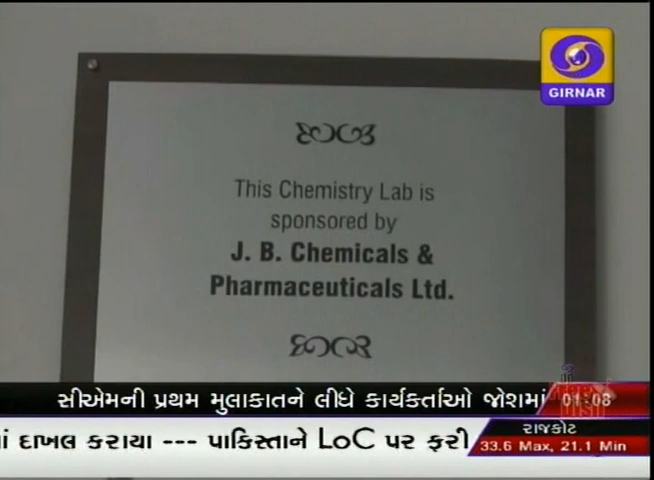 GIRNAR
This Chemistry Lab is
sponsored by
J. B. Chemicals &
Pharmaceuticals Ltd.
સીએમની પ્રથમ મુલાકાતને લીધે કાર્યકર્તાઓ જોશમાં
01:08
રાજકોટ
દાખલ કરાયા --- પાકિસ્તાને LoC પર ફરી
33.6 Max, 21.1 Min